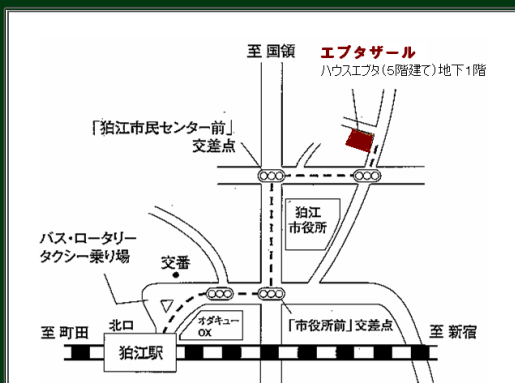 至 国領
エプタザール
ハウスエプタ(5階建て)地下1階
「狛江市民センター前」
交差点
狛江
市役所
バス・ロータリー
タクシー乗り場
交番
オダキュー
OX
「市役所前」交差点
至 町田
北口
至 新宿
狛江駅